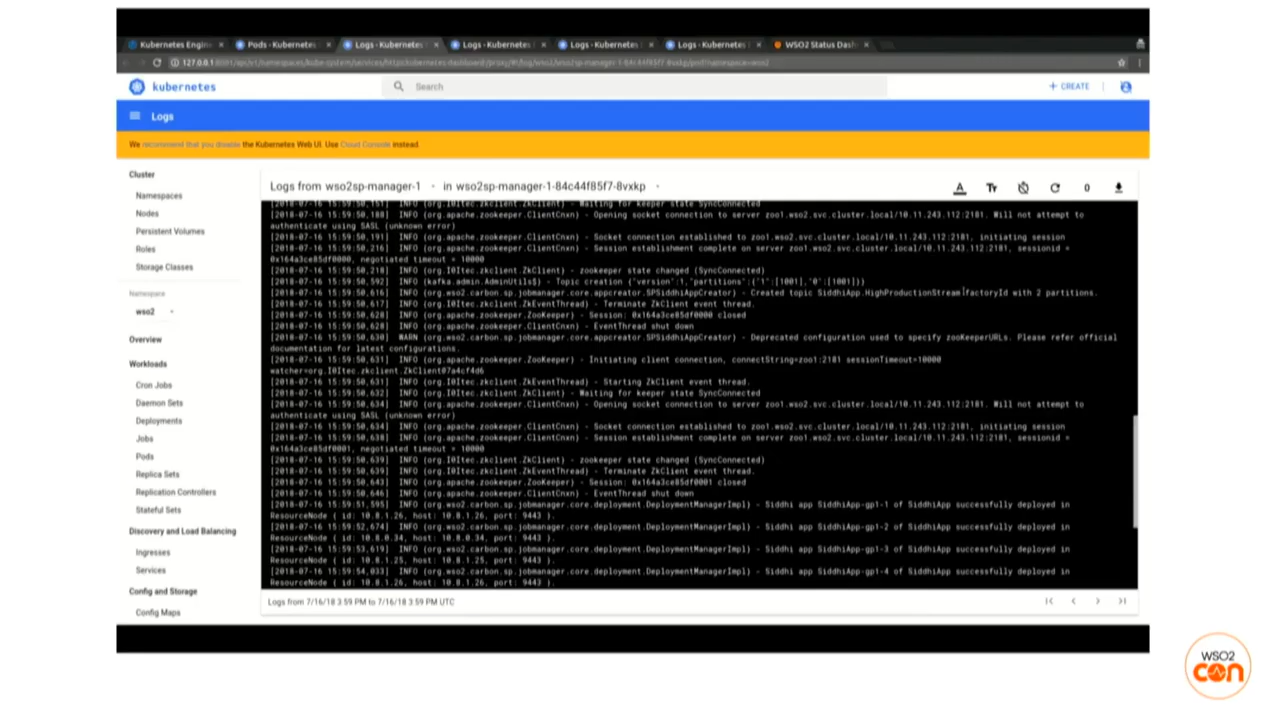 Kubernetes Engin
Pods - Kubernetes
Logs - Kubernetes
Logs - Kubernetes
Logs - Kubernetes
Logs - Kubernetes
WSO2 Status Dash
kubernetes
Search
+ CREATE
Logs
We recommend that you disable the Kubernetes Web UI. Use Cloud Console instead.
Cluster
Namespaces
Nodes
Persistent Volumes
Roles
Storage Classes
Namespace
wso2
Overview
Workloads
Cron Jobs
Daemon Sets
Deployments
Jobs
Pods
Replica Sets
Replication Controllers
Stateful Sets
Discovery and Load Balancing
Ingresses
Services
Config and Storage
Config Maps
Logs from wso2sp-manager-1 in wso2sp-manager-1-84c44f85f7-8vxkp
[2018-07-16 15:59:50,151] INFO (org.I0Itec.zkclient.ZkClient) - Waiting for keeper state SyncConnected
[2018-07-16 15:59:50,188] INFO (org.apache.zookeeper.ClientCnxn) - Opening socket connection to server zoo1.wso2.svc.cluster.local/10.11.243.112:2181. Will not attempt to
authenticate using SASL (unknown error)
[2018-07-16 15:59:50,191] INFO (org.apache.zookeeper.ClientCnxn) - Socket connection established to zoo1.wso2.svc.cluster.local/10.11.243.112:2181, initiating session
[2018-07-16 15:59:50,216] INFO (org.apache.zookeeper.ClientCnxn) - Session establishment complete on server zoo1.wso2.svc.cluster.local/10.11.243.112:2181, sessionid =
0x164a3ce85df0000, negotiated timeout = 10000
[2018-07-16 15:59:50,218] INFO (org.I0Itec.zkclient.ZkClient) - zookeeper state changed (SyncConnected)
[2018-07-16 15:59:50,592] INFO (kafka.admin.AdminUtils$) - Topic creation {"version":1,"partitions":{"1":[1001],"0":[1001]}}
[2018-07-16 15:59:50,616] INFO (org.wso2.carbon.sp.jobmanager.core.appcreator.SPSiddhiAppCreator) - Created topic SiddhiApp.HighProductionStream.factoryId with 2 partitions.
[2018-07-16 15:59:50,617] INFO (org.I0Itec.zkclient.ZkEventThread) - Terminate ZkClient event thread.
[2018-07-16 15:59:50,628] INFO (org.apache.zookeeper.ZooKeeper) - Session: 0x164a3ce85df0000 closed
[2018-07-16 15:59:50,628] INFO (org.apache.zookeeper.ClientCnxn) - EventThread shut down
[2018-07-16 15:59:50,630] WARN (org.wso2.carbon.sp.jobmanager.core.appcreator.SPSiddhiAppCreator) - Deprecated configuration used to specify zooKeeperURLs. Please refer official
documentation for latest configurations.
[2018-07-16 15:59:50,631] INFO (org.apache.zookeeper.ZooKeeper) - Initiating client connection, connectString=zoo1:2181 sessionTimeout=10000
watcher=org.I0Itec.zkclient.ZkClient@7a4cf4d6
[2018-07-16 15:59:50,631] INFO (org.I0Itec.zkclient.ZkEventThread) - Starting ZkClient event thread.
[2018-07-16 15:59:50,632] INFO (org.I0Itec.zkclient.ZkClient) - Waiting for keeper state SyncConnected
[2018-07-16 15:59:50,634] INFO (org.apache.zookeeper.ClientCnxn) - Opening socket connection to server zoo1.wso2.svc.cluster.local/10.11.243.112:2181. Will not attempt to
authenticate using SASL (unknown error)
[2018-07-16 15:59:50,634] INFO (org.apache.zookeeper.ClientCnxn) - Socket connection established to zoo1.wso2.svc.cluster.local/10.11.243.112:2181, initiating session
[2018-07-16 15:59:50,638] INFO (org.apache.zookeeper.ClientCnxn) - Session establishment complete on server zoo1.wso2.svc.cluster.local/10.11.243.112:2181, sessionid =
0x164a3ce85df0001, negotiated timeout = 10000
[2018-07-16 15:59:50,639] INFO (org.I0Itec.zkclient.ZkClient) - zookeeper state changed (SyncConnected)
[2018-07-16 15:59:50,639] INFO (org.I0Itec.zkclient.ZkEventThread) - Terminate ZkClient event thread.
[2018-07-16 15:59:50,643] INFO (org.apache.zookeeper.ZooKeeper) - Session: 0x164a3ce85df0001 closed
[2018-07-16 15:59:50,646] INFO (org.apache.zookeeper.ClientCnxn) - EventThread shut down
[2018-07-16 15:59:51,595] INFO (org.wso2.carbon.sp.jobmanager.core.deployment.DeploymentManagerImpl) - Siddhi app SiddhiApp-gp1-1 of SiddhiApp successfully deployed in
ResourceNode { id: 10.8.1.26, host: 10.8.1.26, port: 9443 }.
[2018-07-16 15:59:52,674] INFO (org.wso2.carbon.sp.jobmanager.core.deployment.DeploymentManagerImpl) - Siddhi app SiddhiApp-gp1-2 of SiddhiApp successfully deployed in
ResourceNode { id: 10.8.0.34, host: 10.8.0.34, port: 9443 }.
[2018-07-16 15:59:53,619] INFO (org.wso2.carbon.sp.jobmanager.core.deployment.DeploymentManagerImpl) - Siddhi app SiddhiApp-gp1-3 of SiddhiApp successfully deployed in
ResourceNode { id: 10.8.1.25, host: 10.8.1.25, port: 9443 }.
[2018-07-16 15:59:54,033] INFO (org.wso2.carbon.sp.jobmanager.core.deployment.DeploymentManagerImpl) - Siddhi app SiddhiApp-gp1-4 of SiddhiApp successfully deployed in
ResourceNode { id: 10.8.1.26, host: 10.8.1.26, port: 9443 }.
Logs from 7/16/18 3:59 PM to 7/16/18 3:59 PM UTC
WSO2
con